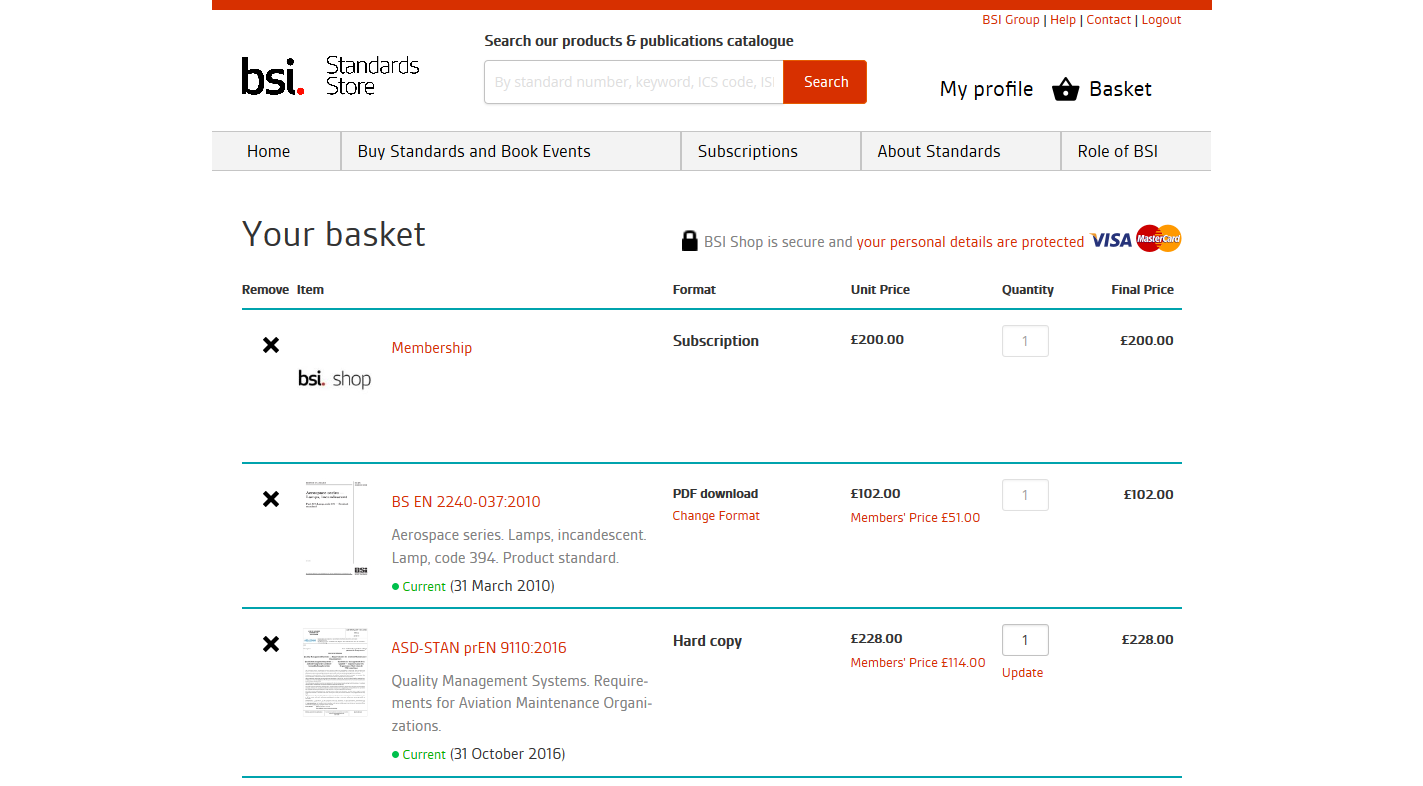 BSI Group | Help | Contact | Logout
Search our products & publications catalogue
bsi. Standards Store
By standard number, keyword, ICS code, ISI
Search
My profile
Basket
Home
Buy Standards and Book Events
Subscriptions
About Standards
Role of BSI
Your basket
BSI Shop is secure and your personal details are protected
VISA MasterCard
Remove Item Format Unit Price Quantity Final Price
Membership Subscription £200.00 1 £200.00
bsi. shop
BS EN 2240-037:2010 PDF download £102.00 1 £102.00
Change Format Members' Price £51.00
Aerospace series. Lamps, incandescent.
Lamp, code 394. Product standard.
Current (31 March 2010)
BSi
ASD-STAN prEN 9110:2016 Hard copy £228.00 1 £228.00
Members' Price £114.00 Update
Quality Management Systems. Require-
ments for Aviation Maintenance Organi-
zations.
Current (31 October 2016)